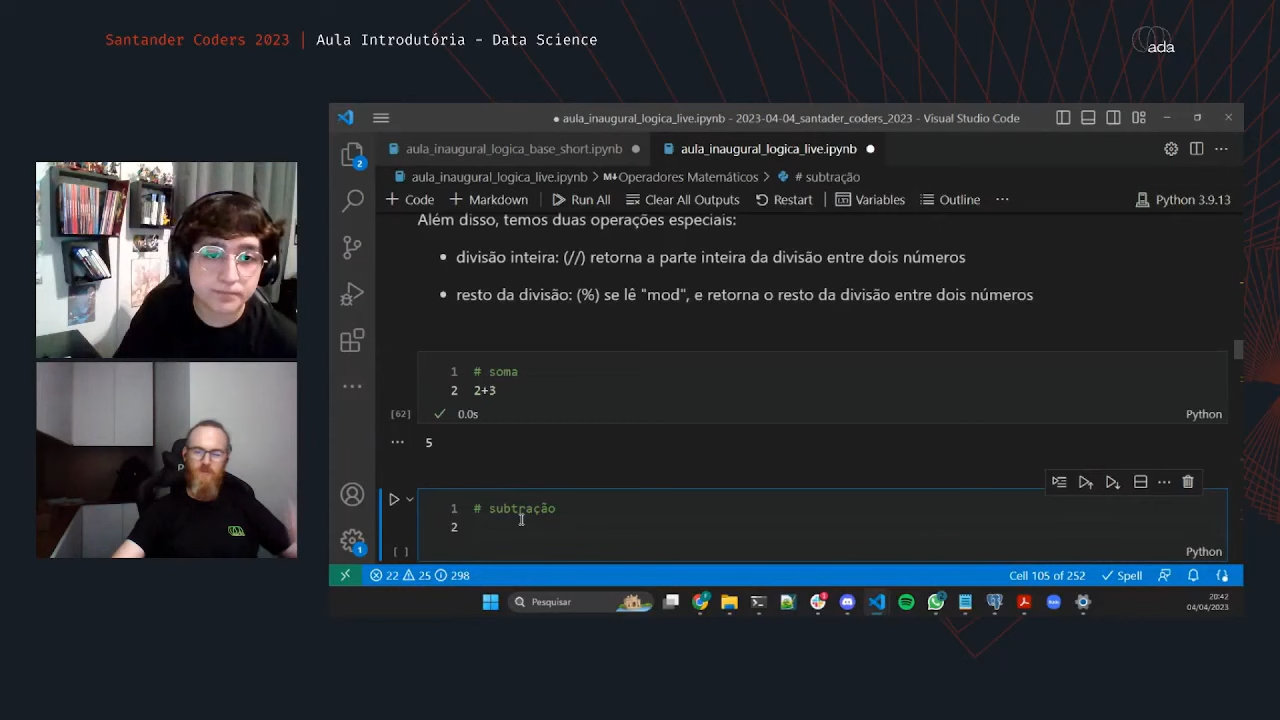 Santander Coders 2023 | Aula Introdutória - Data Science
ada
● aula_inaugural_logica_live.ipynb - 2023-04-04_santader_coders_2023 - Visual Studio Code
aula_inaugural_logica_base_short.ipynb ● aula_inaugural_logica_live.ipynb ●
aula_inaugural_logica_live.ipynb > M↓Operadores Matemáticos > # subtração
+ Code + Markdown Run All Clear All Outputs Restart Variables Outline ... Python 3.9.13
2
Além disso, temos duas operações especiais:
• divisão inteira: (//) retorna a parte inteira da divisão entre dois números
• resto da divisão: (%) se lê "mod", e retorna o resto da divisão entre dois números
1 # soma
2 2+3
[62] ✓ 0.0s Python
... 5
1 # subtração
2
[ ] Python
1
22 25 298 Cell 105 of 252 ✓ Spell
Pesquisar
20:42
04/04/2023